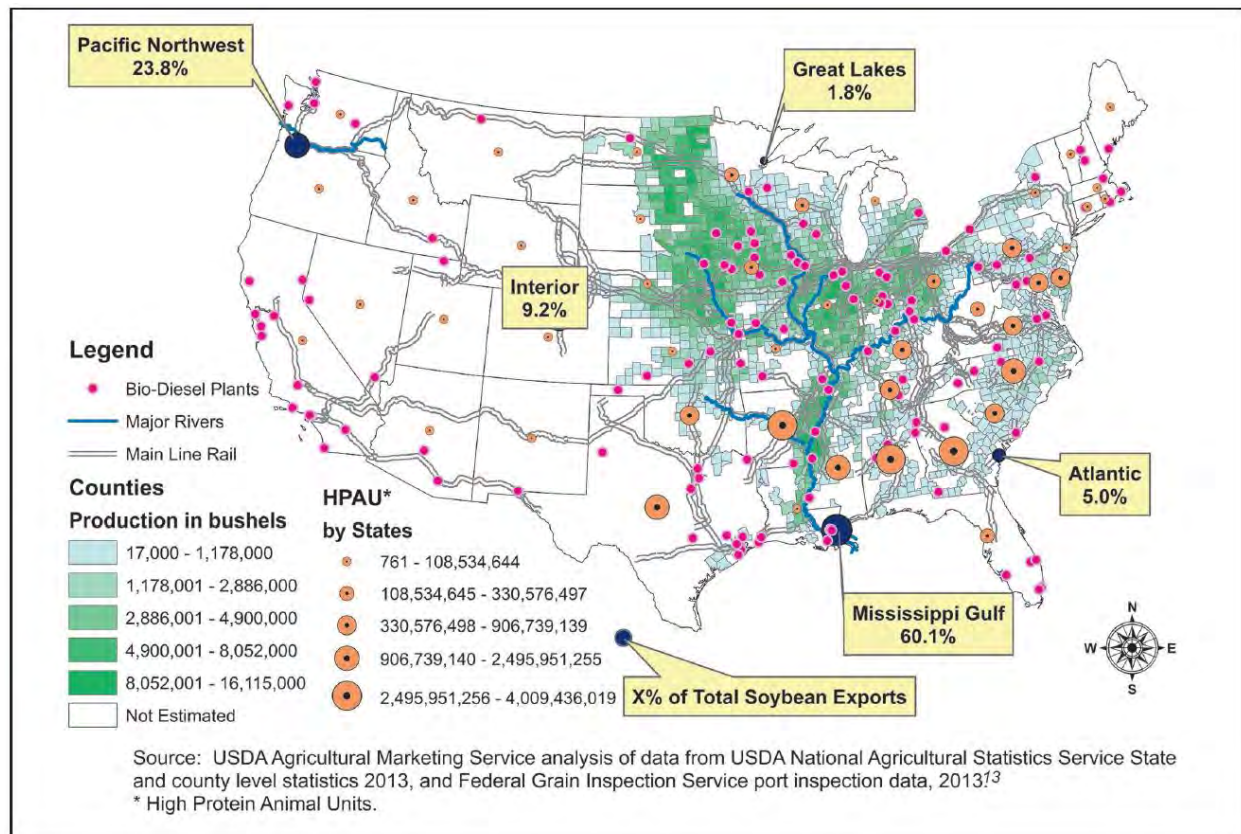 Pacific Northwest
23.8%
Great Lakes
1.8%
Interior
9.2%
Atlantic
5.0%
Mississippi Gulf
60.1%
X% of Total Soybean Exports
Legend
Bio-Diesel Plants
Major Rivers
Main Line Rail
Counties
Production in bushels
17,000 - 1,178,000
1,178,001 - 2,886,000
2,886,001 - 4,900,000
4,900,001 - 8,052,000
8,052,001 - 16,115,000
Not Estimated
HPAU*
by States
761 - 108,534,644
108,534,645 - 330,576,497
330,576,498 - 906,739,139
906,739,140 - 2,495,951,255
2,495,951,256 - 4,009,436,019
N
W E
S
Source: USDA Agricultural Marketing Service analysis of data from USDA National Agricultural Statistics Service State
and county level statistics 2013, and Federal Grain Inspection Service port inspection data, 2013.13
* High Protein Animal Units.